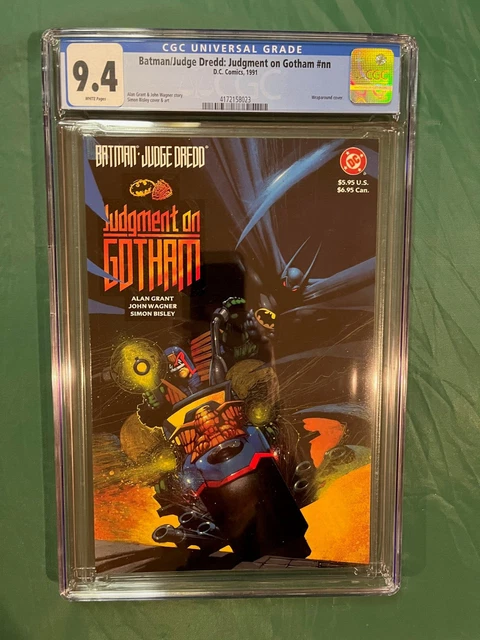 CGC UNIVERSAL GRADE
9.4
WHITE Pages
Batman/Judge Dredd: Judgment on Gotham #nn
D.C. Comics, 1991
Alan Grant & John Wagner story
Simon Bisley cover & art
Wraparound cover.
4172158023
CGC
BATMAN JUDGE DREDD
DC
$5.95 U.S.
$6.95 Can.
Judgment on
GOTHAM
ALAN GRANT
JOHN WAGNER
SIMON BISLEY